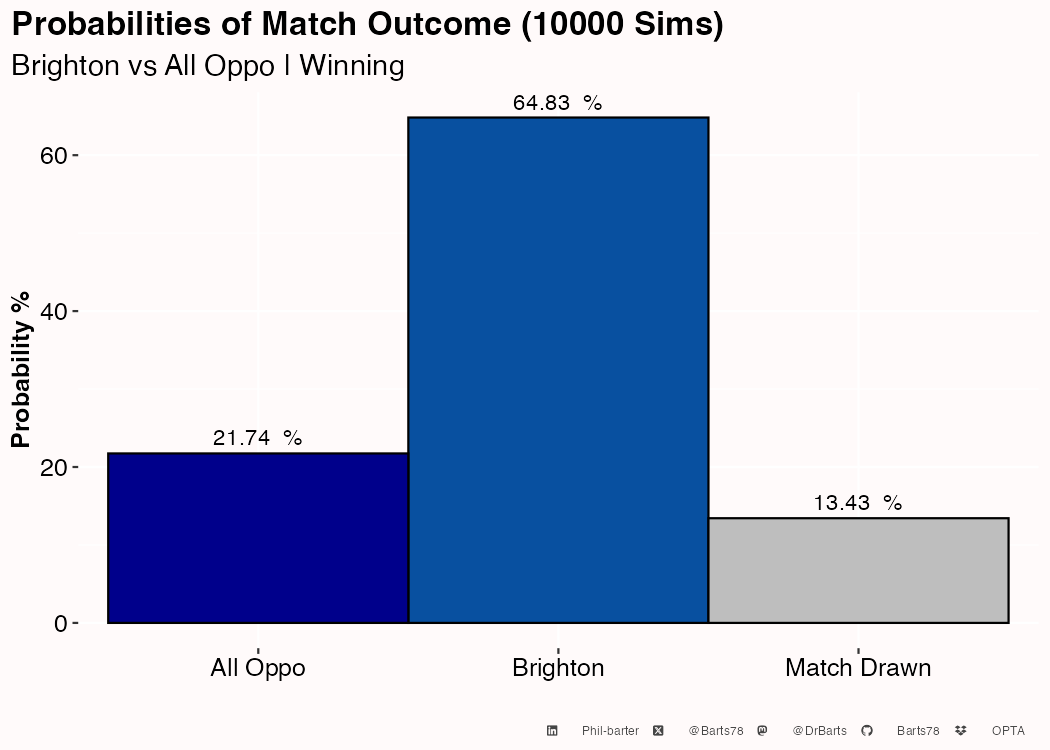 Probabilities of Match Outcome (10000 Sims)
Brighton vs All Oppo | Winning
64.83 %
60
Probability %
40
21.74 %
20
13.43 %
0
All Oppo Brighton Match Drawn
Phil-barter @Barts78 @DrBarts Barts78 OPTA